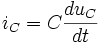 i_C = C \frac{du_C}{dt}